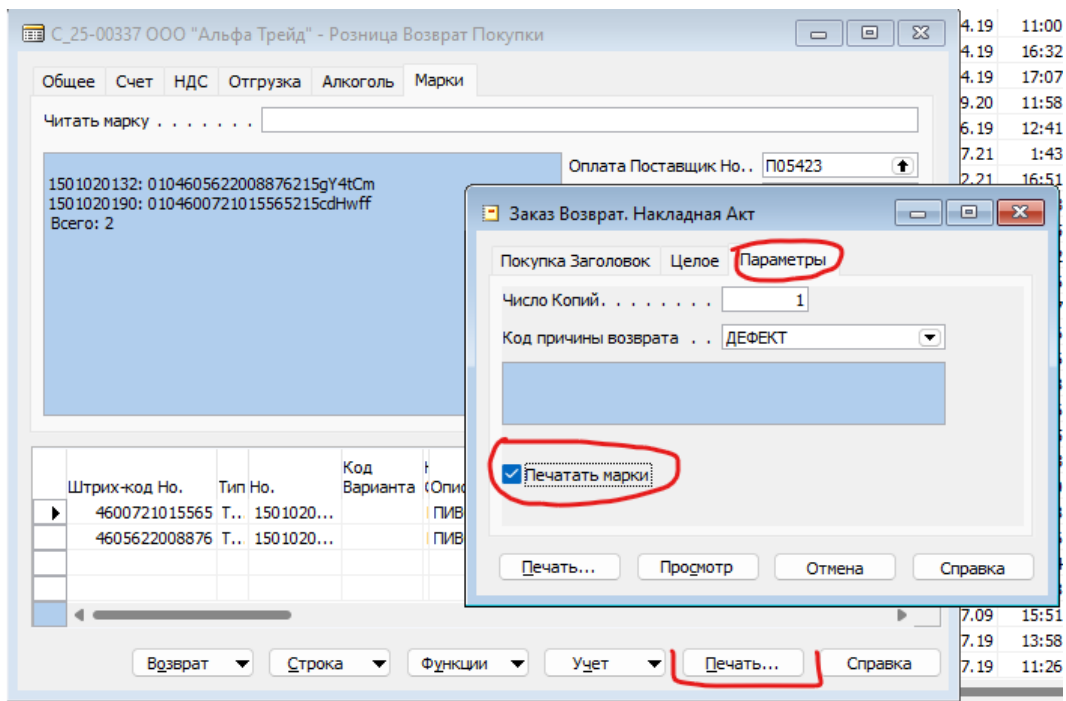 С_25-00337 ООО "Альфа Трейд" - Розница Возврат Покупки
Общее Счет НДС Отгрузка Алкоголь Марки
Читать марку . . . . . . .
Оплата Поставщик Но. . П05423
1501020132: 0104605622008876215gY4tCm
1501020190: 0104600721015565215cdHwff
Всего: 2
Штрих-код Но. Тип Но. Код Варианта
4600721015565 Т... 1501020... ПИВ
4605622008876 Т... 1501020... ПИВ
Возврат Строка Функции Учет Печать... Справка
Заказ Возврат. Накладная Акт
Покупка Заголовок Целое Параметры
Число Копий. . . . . . . . 1
Код причины возврата . . ДЕФЕКТ
Печатать марки
Печать... Просмотр Отмена Справка
4.19 11:00
4.19 16:32
4.19 17:07
9.20 11:58
6.19 12:41
7.21 1:43
2.21 16:51
7.09 15:51
7.19 13:58
7.19 11:26